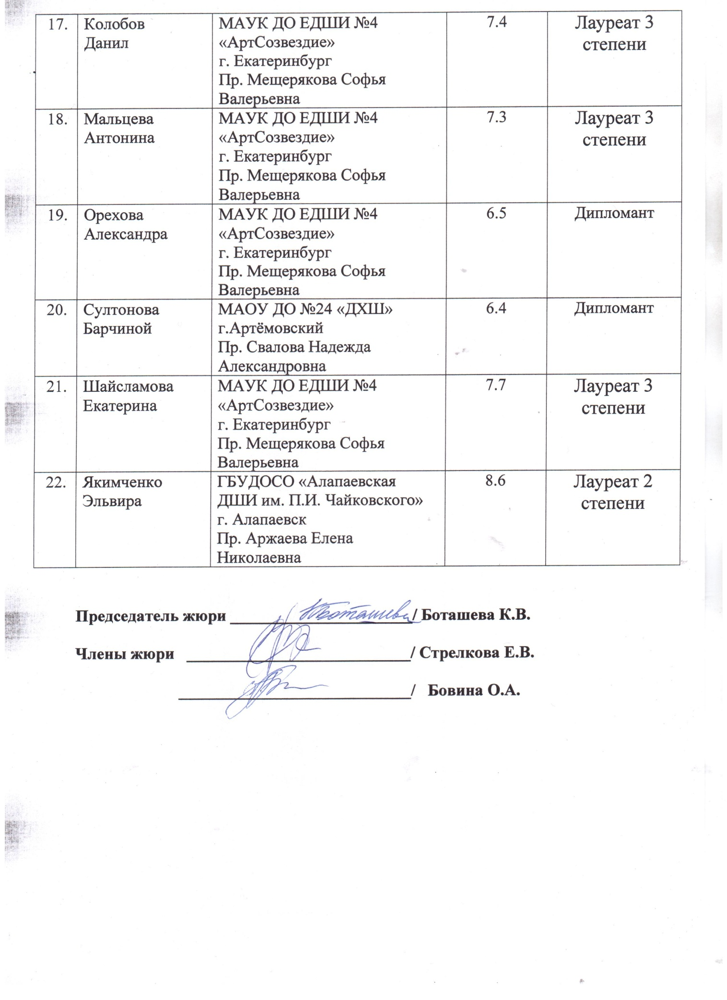 17.
Колобов
Данил
МАУК ДО ЕДШИ №4
«АртСозвездие»
г. Екатеринбург
Пр. Мещерякова Софья
Валерьевна
7.4
Лауреат 3
степени
18.
Мальцева
Антонина
МАУК ДО ЕДШИ №4
«АртСозвездие»
г. Екатеринбург
Пр. Мещерякова Софья
Валерьевна
7.3
Лауреат 3
степени
19.
Орехова
Александра
МАУК ДО ЕДШИ №4
«АртСозвездие»
г. Екатеринбург
Пр. Мещерякова Софья
Валерьевна
6.5
Дипломант
20.
Султонова
Барчиной
МАОУ ДО №24 «ДХШ»
г.Артёмовский
Пр. Свалова Надежда
Александровна
6.4
Дипломант
21.
Шайсламова
Екатерина
МАУК ДО ЕДШИ №4
«АртСозвездие»
г. Екатеринбург
Пр. Мещерякова Софья
Валерьевна
7.7
Лауреат 3
степени
22.
Якимченко
Эльвира
ГБУДОСО «Алапаевская
ДШИ им. П.И. Чайковского»
г. Алапаевск
Пр. Аржаева Елена
Николаевна
8.6
Лауреат 2
степени
Председатель жюри / Боташева К.В.
Члены жюри / Стрелкова Е.В.
/ Бовина О.А.